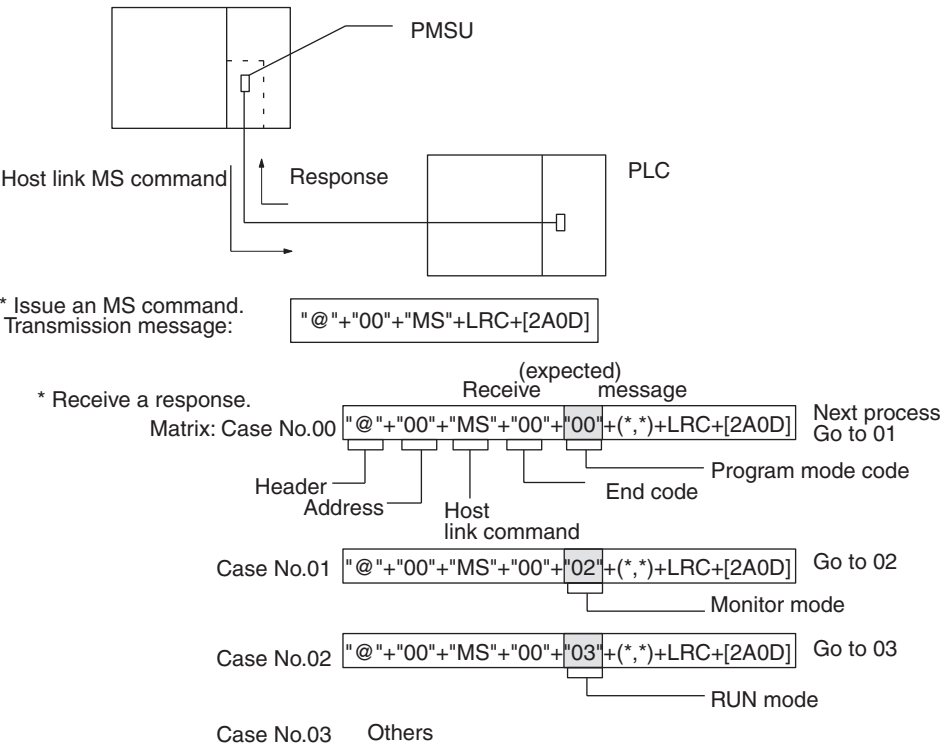 PMSU
Host link MS command
Response
PLC
* Issue an MS command.
Transmission message:
"@"+"00"+"MS"+LRC+[2A0D]
(expected)
Receive message
* Receive a response.
Matrix: Case No.00
"@"+"00"+"MS"+"00"+"00"+(*,*)+LRC+[2A0D]
Next process
Go to 01
Program mode code
End code
Header
Address
Host
link command
Case No.01
"@"+"00"+"MS"+"00"+"02"+(*,*)+LRC+[2A0D]
Go to 02
Monitor mode
Case No.02
"@"+"00"+"MS"+"00"+"03"+(*,*)+LRC+[2A0D]
Go to 03
RUN mode
Case No.03 Others